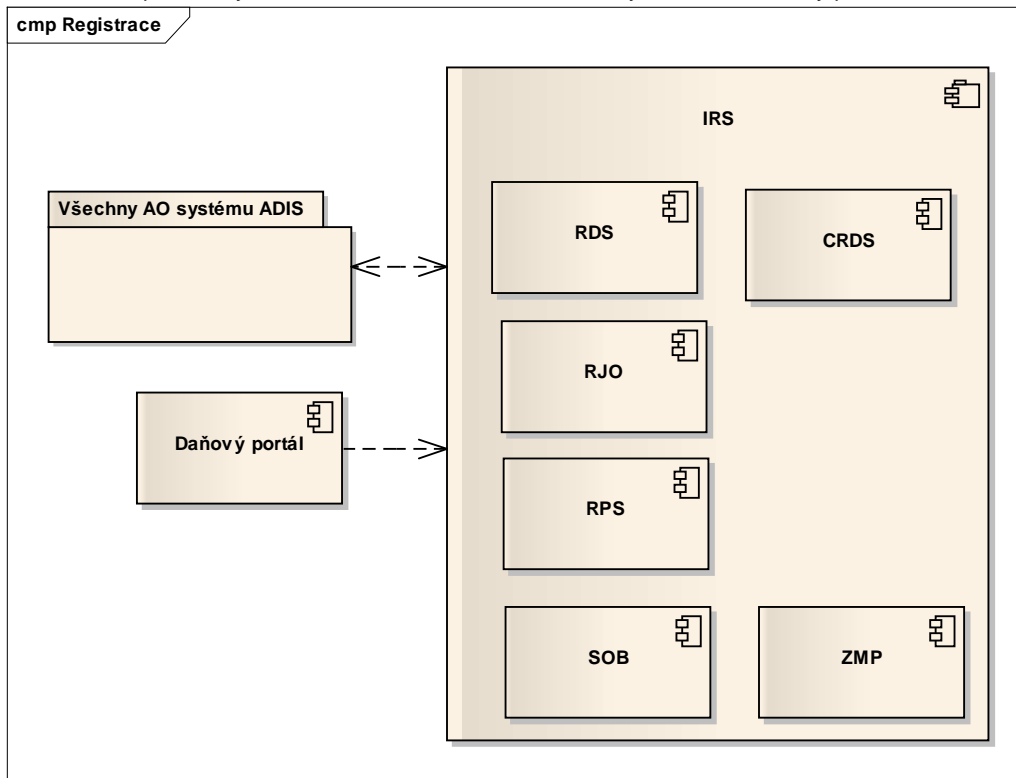 cmp Registrace
IRS
Všechny AO systému ADIS
RDS
CRDS
RJO
Daňový portál
RPS
SOB
ZMP